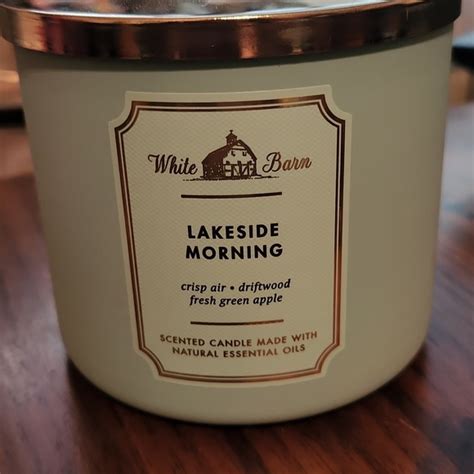 White Barn
LAKESIDE
MORNING
crisp air • driftwood
fresh green apple
SCENTED CANDLE MADE WITH
NATURAL ESSENTIAL OILS